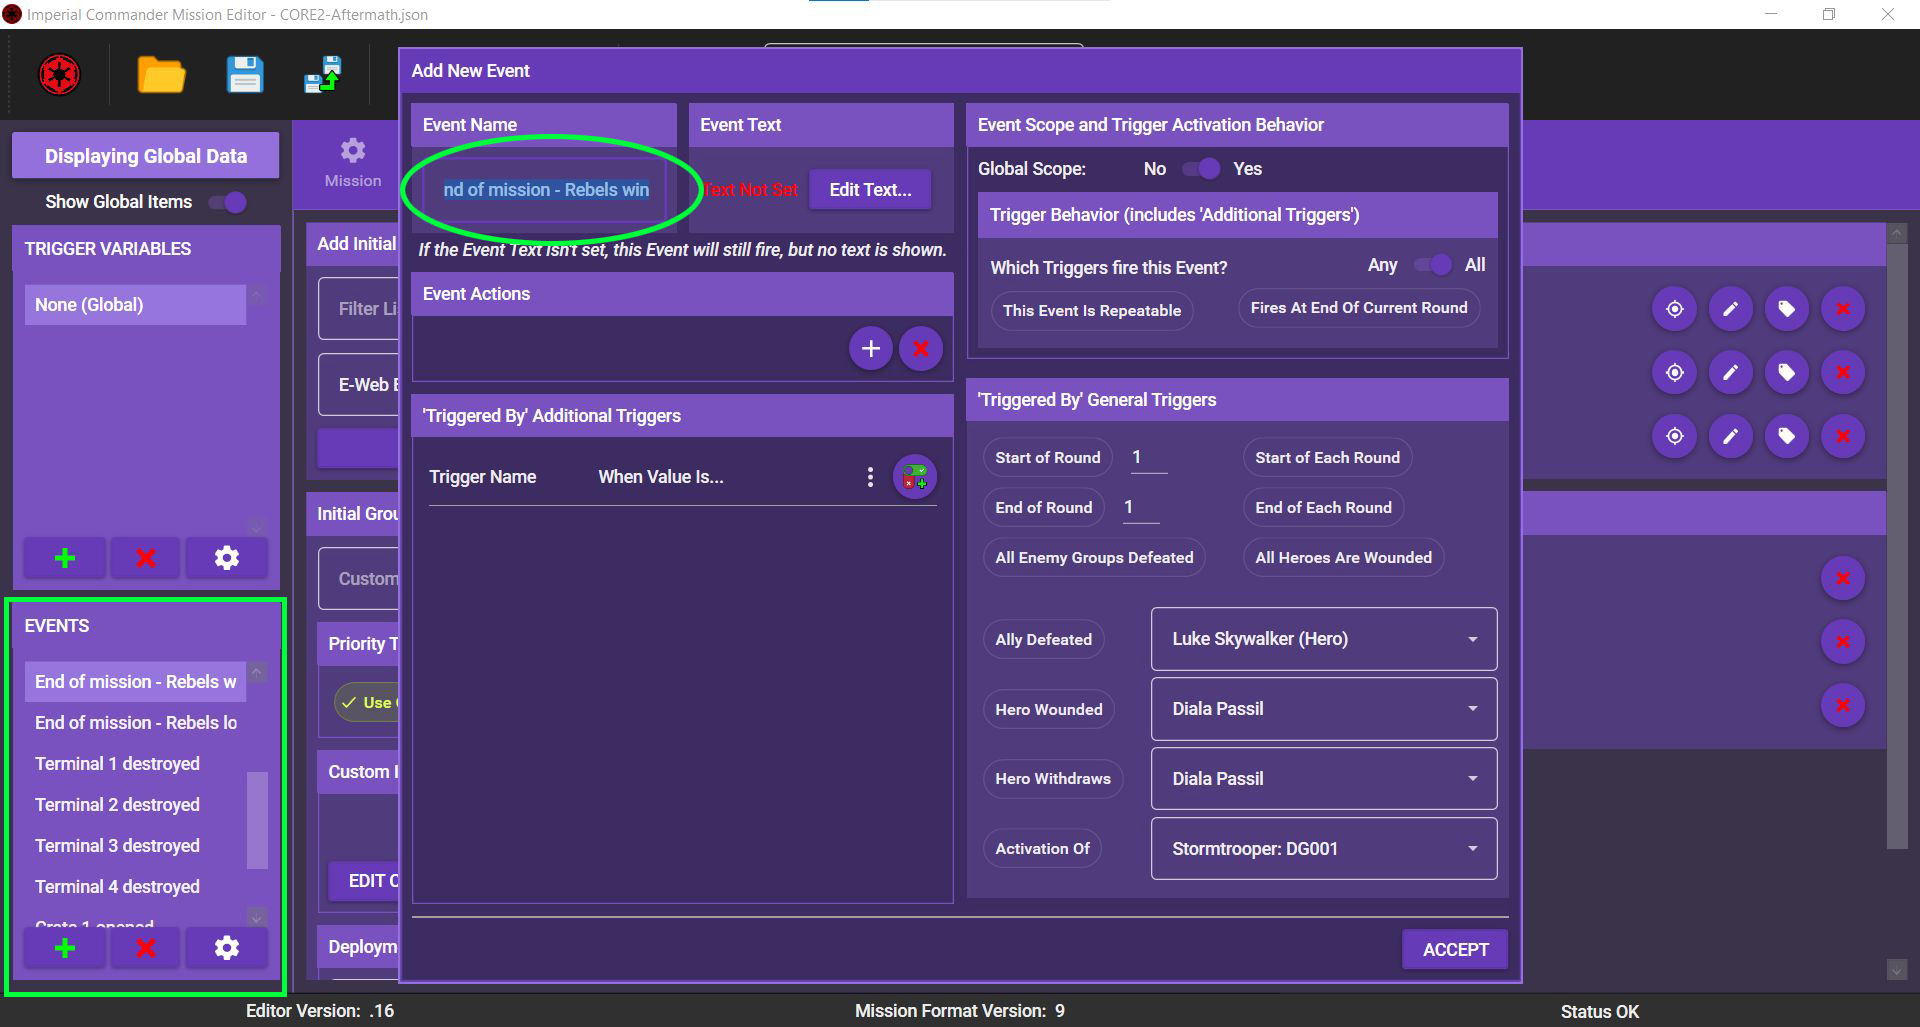 Imperial Commander Mission Editor - CORE2-Aftermath.json
Displaying Global Data
Show Global Items
TRIGGER VARIABLES
None (Global)
EVENTS
End of mission - Rebels w
End of mission - Rebels lo
Terminal 1 destroyed
Terminal 2 destroyed
Terminal 3 destroyed
Terminal 4 destroyed
Crate 1 opened
Mission
Add Initial
Filter Li
E-Web E
Initial Grou
Custom
Priority T
Use
Custom I
EDIT C
Deploym
Add New Event
Event Name
nd of mission - Rebels win
Event Text
Text Not Set
Edit Text...
If the Event Text isn't set, this Event will still fire, but no text is shown.
Event Actions
'Triggered By' Additional Triggers
Trigger Name When Value Is...
Event Scope and Trigger Activation Behavior
Global Scope: No Yes
Trigger Behavior (includes 'Additional Triggers')
Which Triggers fire this Event? Any All
This Event Is Repeatable Fires At End Of Current Round
'Triggered By' General Triggers
Start of Round 1 Start of Each Round
End of Round 1 End of Each Round
All Enemy Groups Defeated All Heroes Are Wounded
Ally Defeated Luke Skywalker (Hero)
Hero Wounded Diala Passil
Hero Withdraws Diala Passil
Activation Of Stormtrooper: DG001
ACCEPT
Editor Version: .16 Mission Format Version: 9 Status OK